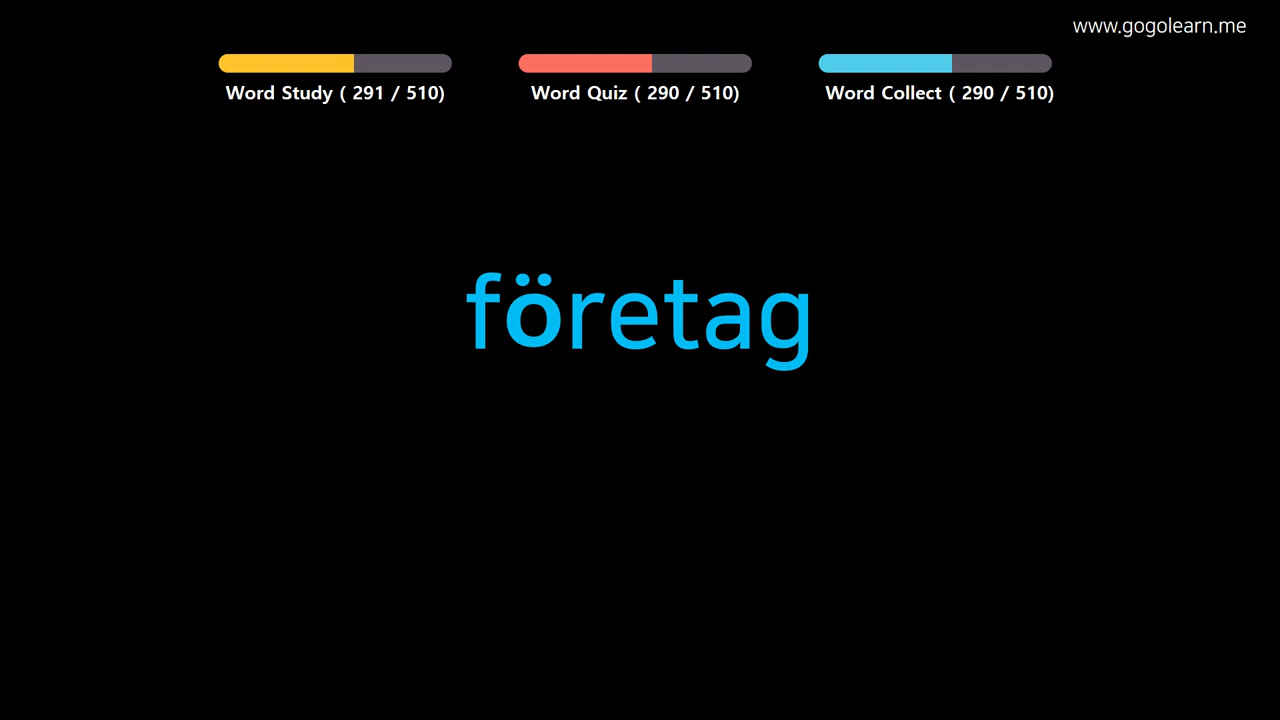 www.gogolearn.me
Word Study ( 291 / 510)
Word Quiz ( 290 / 510)
Word Collect ( 290 / 510)
företag